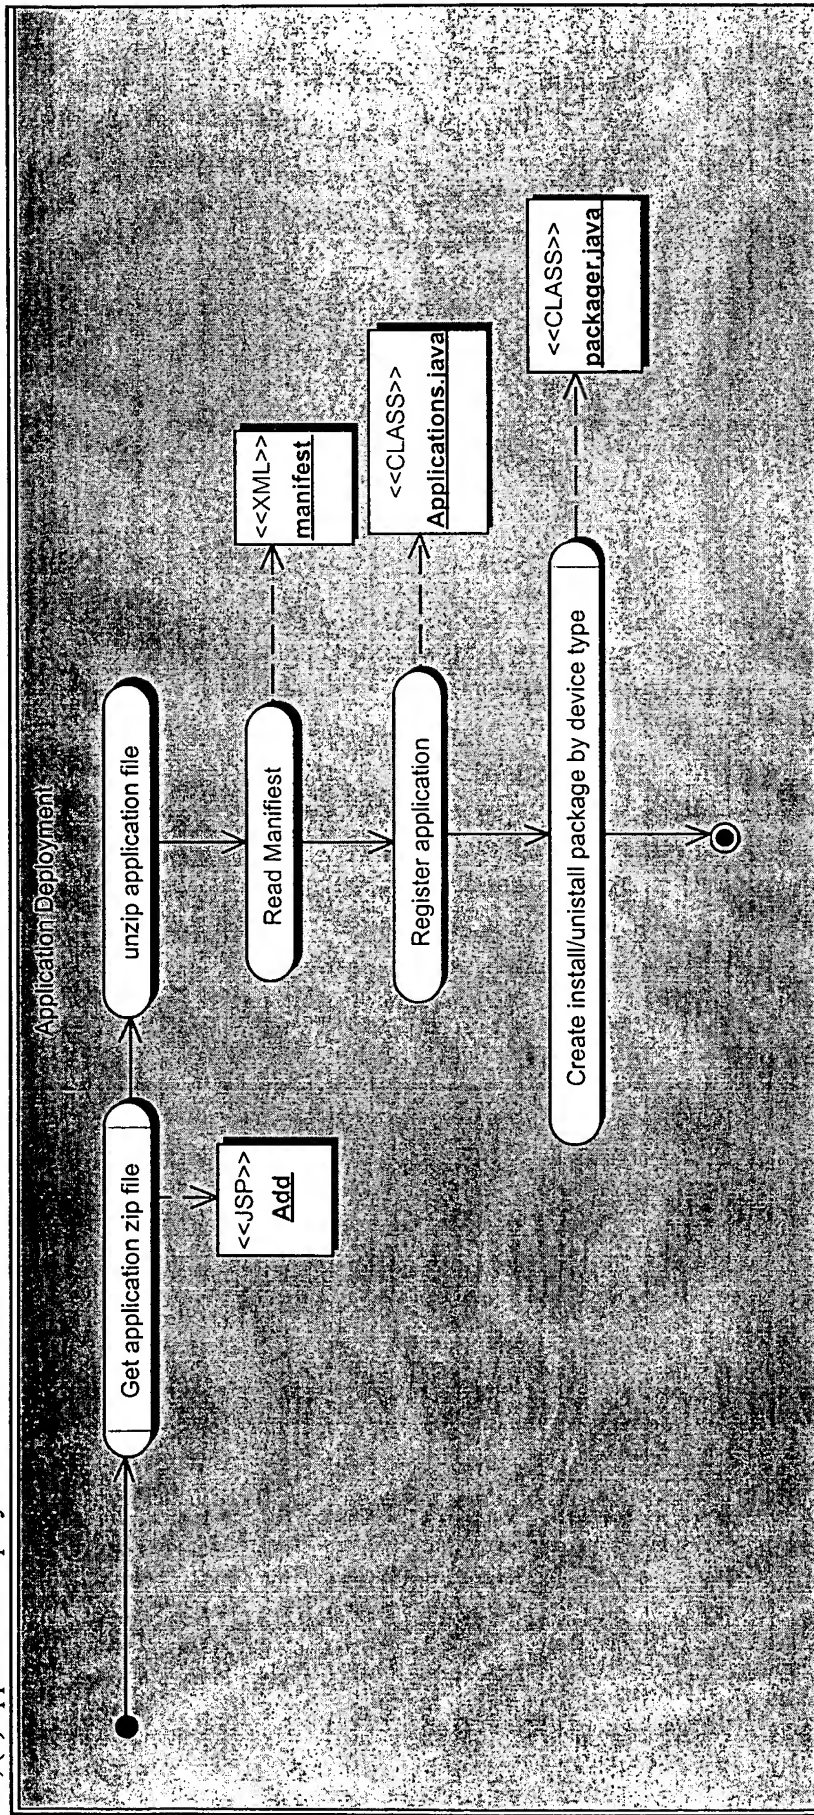 Application Deployment
Get application zip file
unzip application file
<<JSP>>
Add
Read Manifiest
<<XML>>
manifest
Register application
<<CLASS>>
Applications.java
Create install/unistall package by device type
<<CLASS>>
packager.java